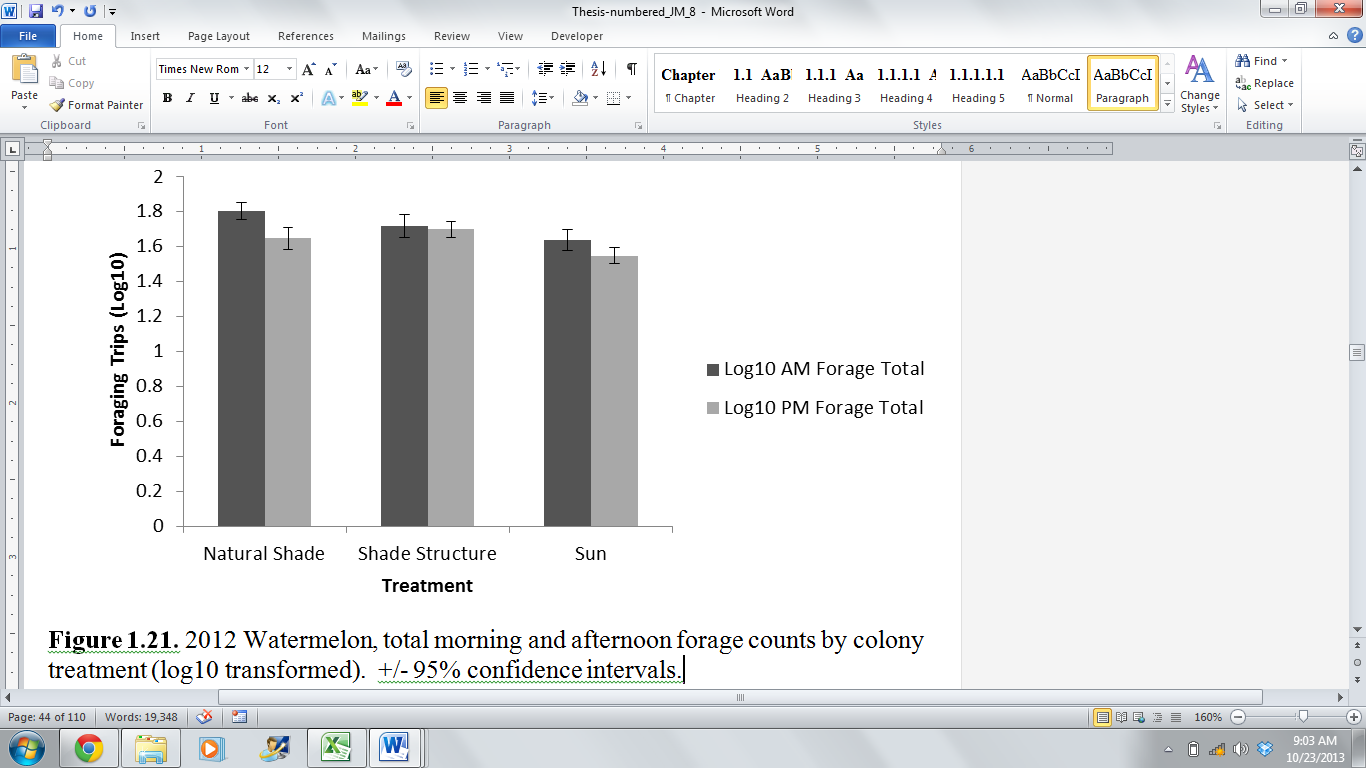 Thesis-numbered_JM_8 - Microsoft Word
File Home Insert Page Layout References Mailings Review View Developer
Paste
Cut
Copy
Format Painter
Clipboard
Times New Rom 12
Font
Paragraph
Chapter 1.1 AaB 1.1.1 Aa 1.1.1.1 A 1.1.1.1.1 AaBbCcI AaBbCcI
¶ Chapter Heading 2 Heading 3 Heading 4 Heading 5 ¶ Normal Paragraph
Styles
Change Styles
Find
Replace
Select
Editing
1 2 3 4 5 6
2
1.8
1.6
1.4
1.2
1
0.8
0.6
0.4
0.2
0
Foraging Trips (Log10)
Natural Shade Shade Structure Sun
Treatment
Log10 AM Forage Total
Log10 PM Forage Total
Figure 1.21. 2012 Watermelon, total morning and afternoon forage counts by colony
treatment (log10 transformed). +/- 95% confidence intervals.
Page: 44 of 110 Words: 19,348 160%
9:03 AM
10/23/2013